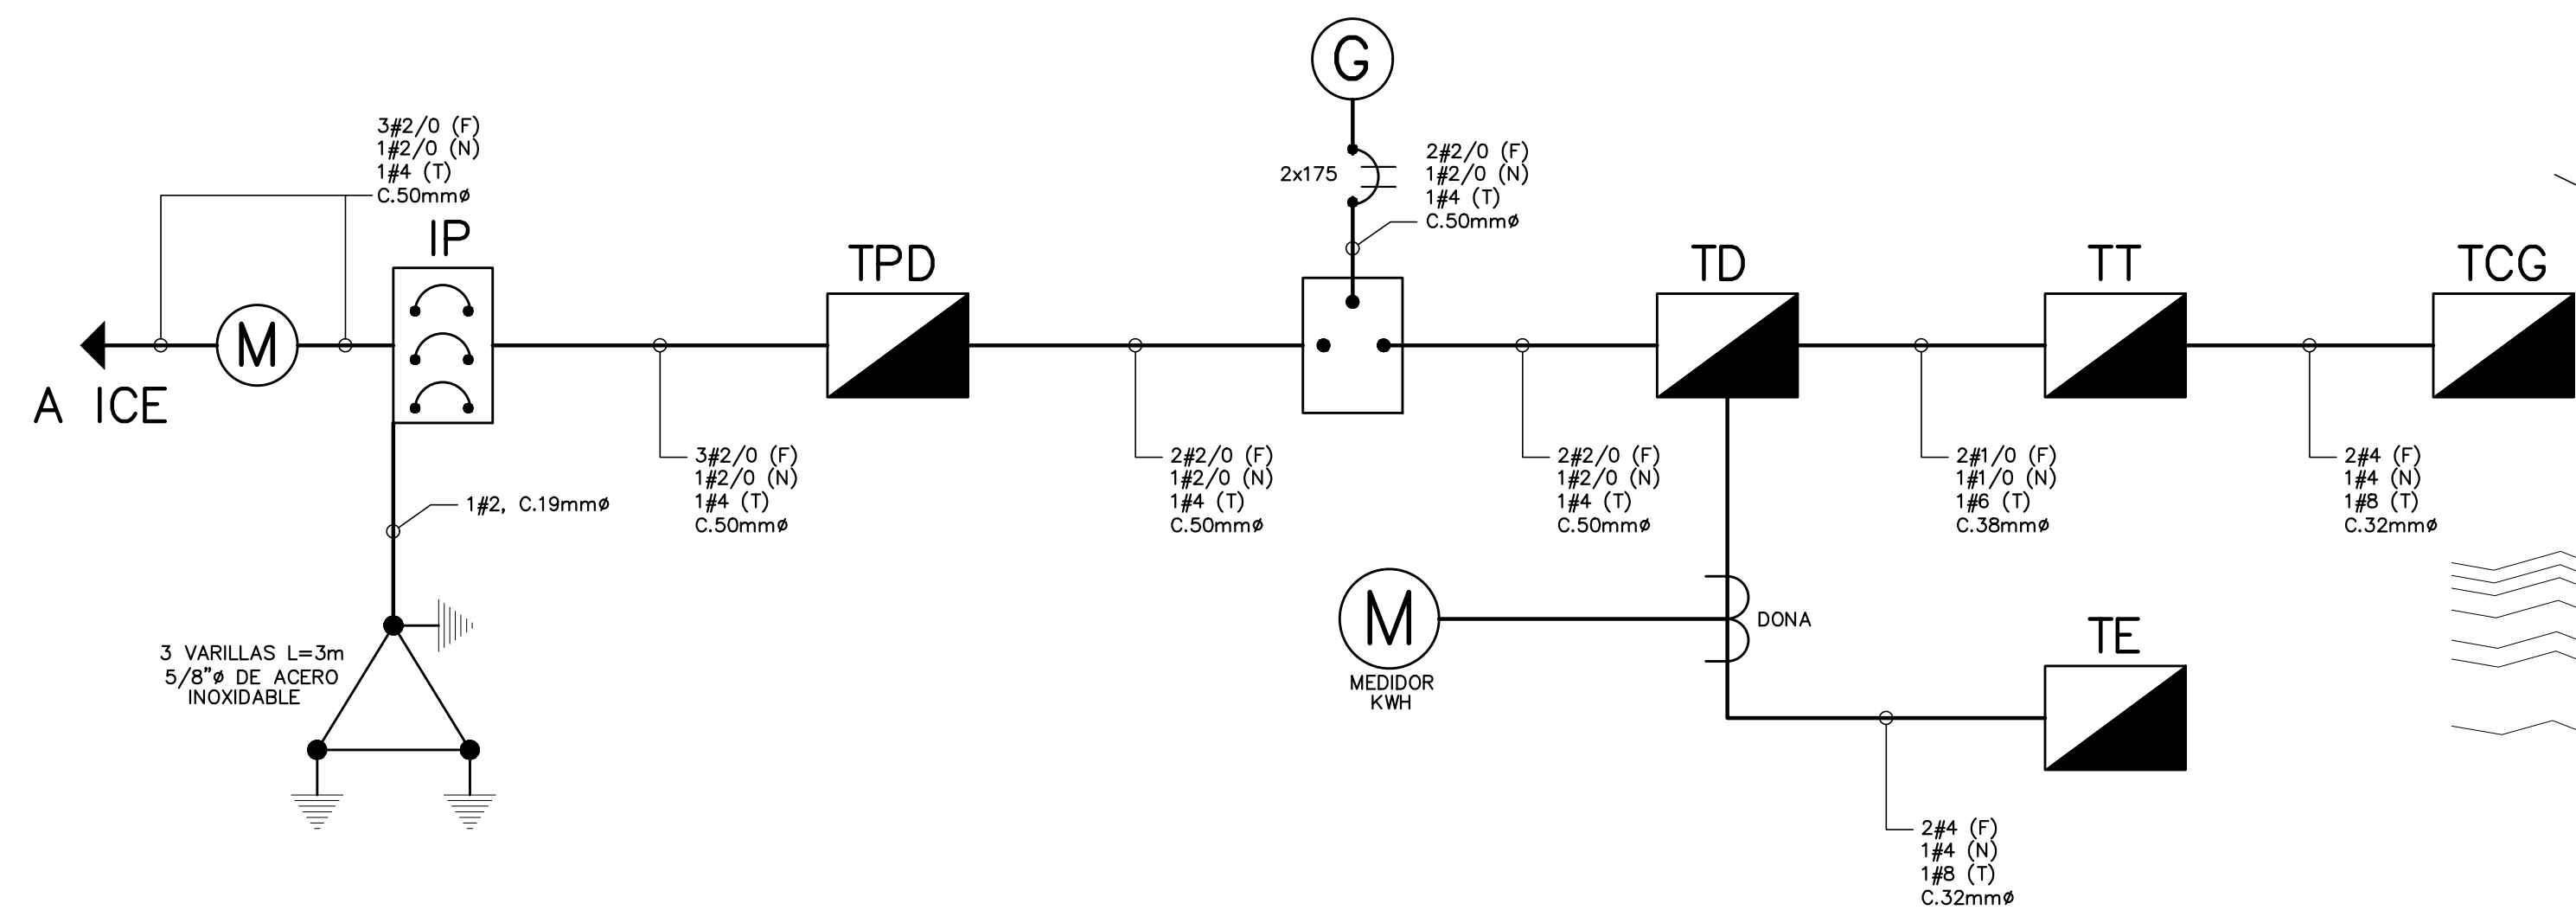 G
3#2/0 (F)
1#2/0 (N)
1#4 (T)
C.50mmø
2x175
2#2/0 (F)
1#2/0 (N)
1#4 (T)
C.50mmø
IP
TPD
TD
TT
TCG
M
A ICE
3#2/0 (F)
1#2/0 (N)
1#4 (T)
C.50mmø
2#2/0 (F)
1#2/0 (N)
1#4 (T)
C.50mmø
2#2/0 (F)
1#2/0 (N)
1#4 (T)
C.50mmø
2#1/0 (F)
1#1/0 (N)
1#6 (T)
C.38mmø
2#4 (F)
1#4 (N)
1#8 (T)
C.32mmø
1#2, C.19mmø
3 VARILLAS L=3m
5/8"ø DE ACERO
INOXIDABLE
M
MEDIDOR
KWH
DONA
TE
2#4 (F)
1#4 (N)
1#8 (T)
C.32mmø